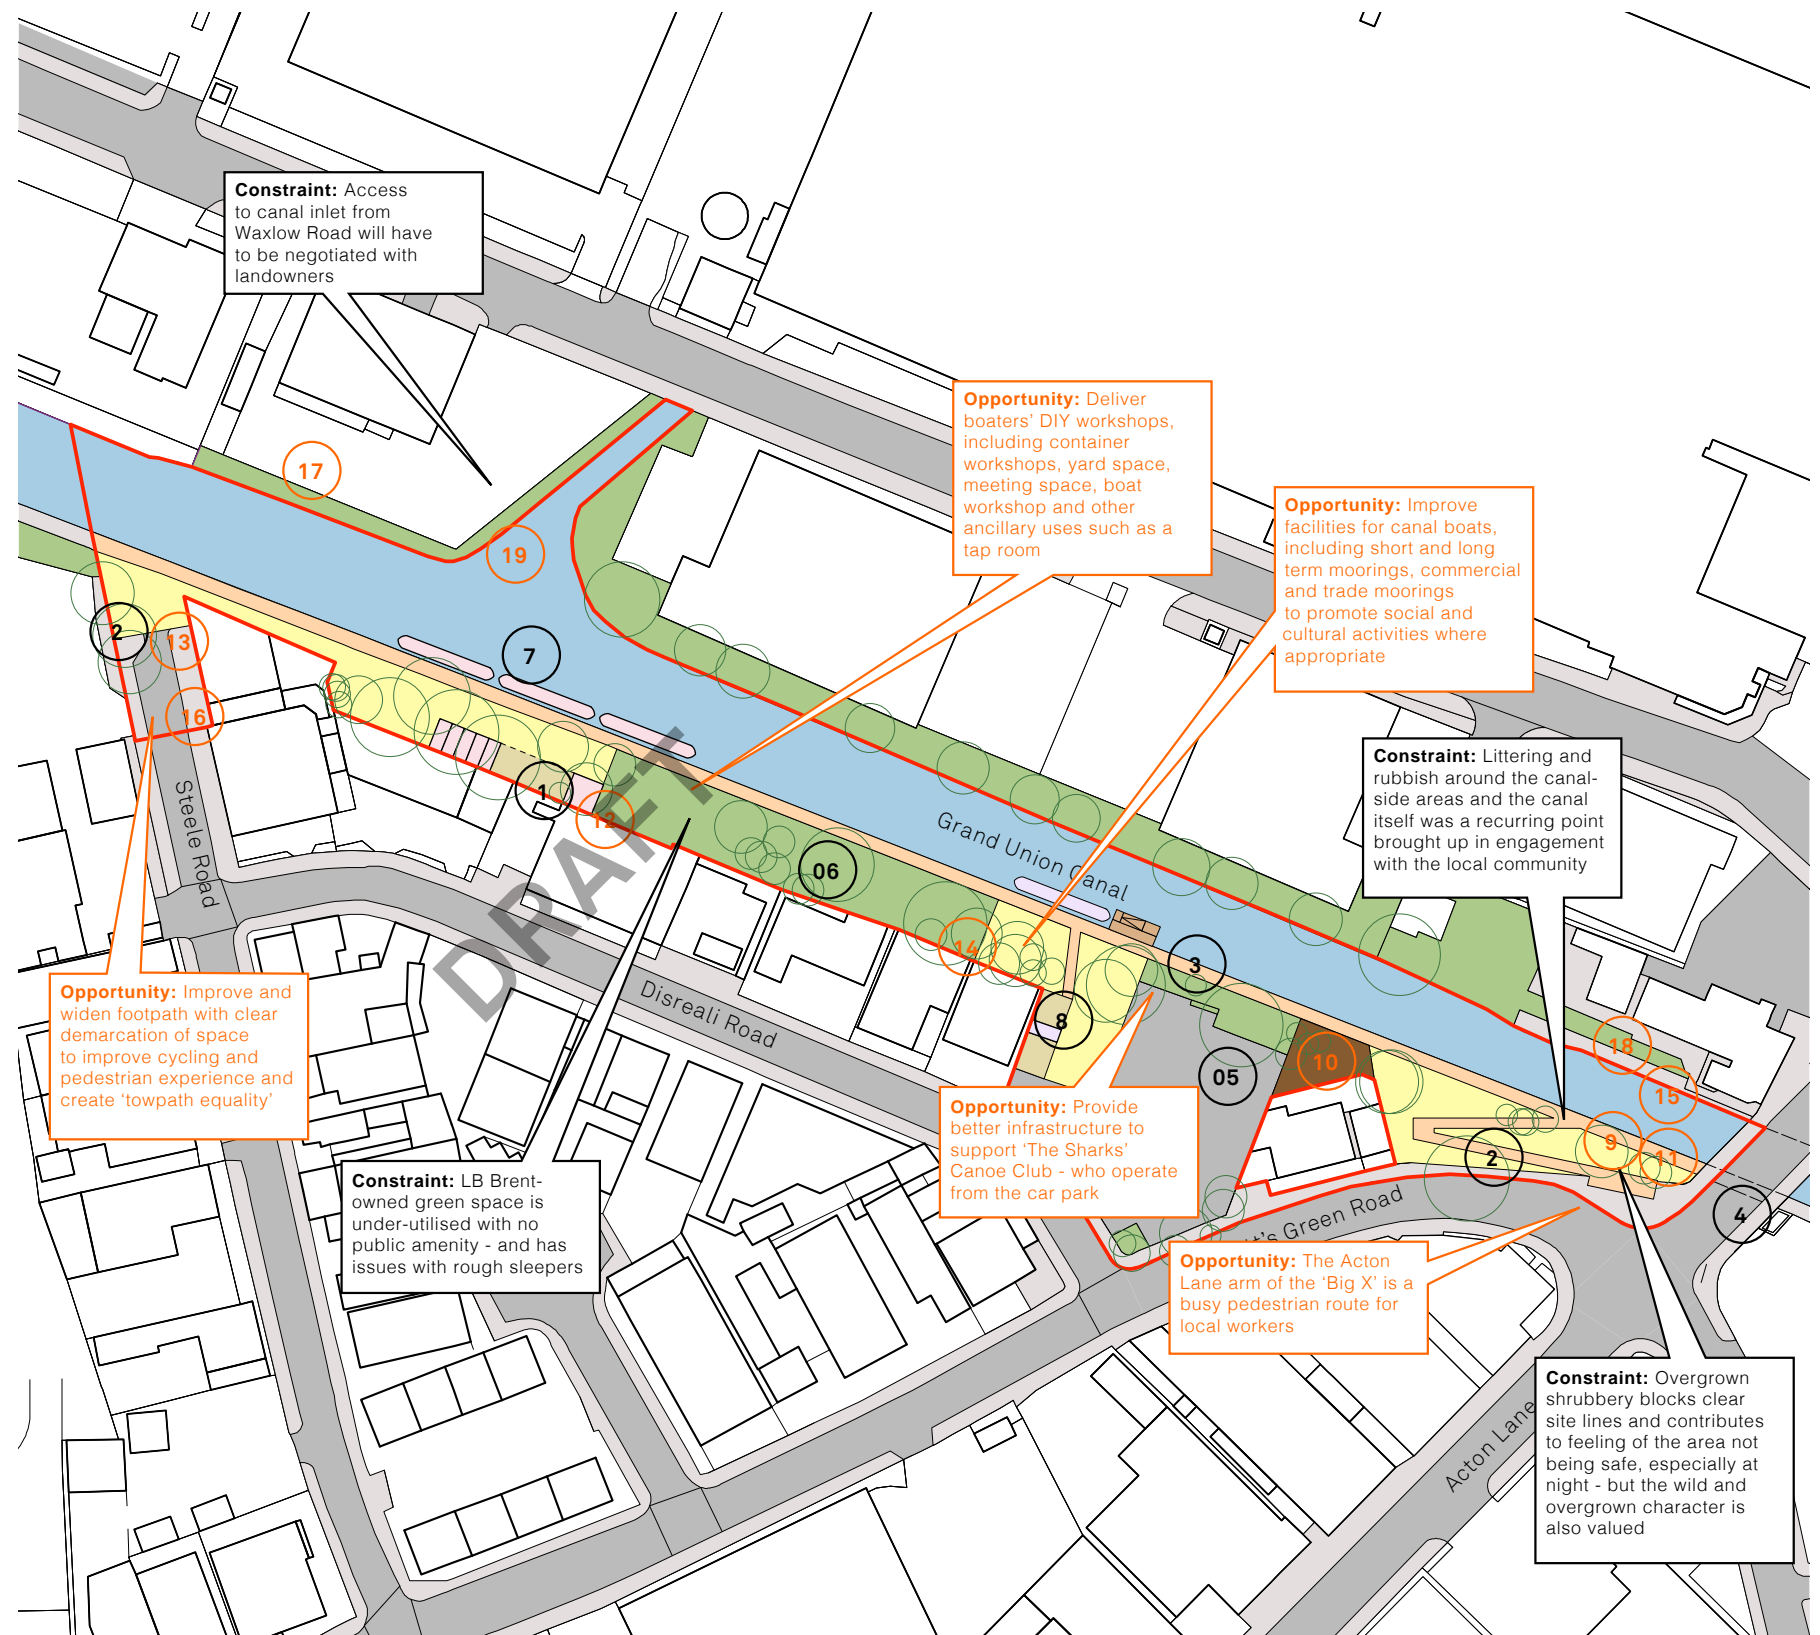 Constraint: Access
to canal inlet from
Waxlow Road will have
to be negotiated with
landowners
Opportunity: Deliver
boaters’ DIY workshops,
including container
workshops, yard space,
meeting space, boat
workshop and other
ancillary uses such as a
tap room
17
Opportunity: Improve
facilities for canal boats,
including short and long
term moorings, commercial
and trade moorings
to promote social and
cultural activities where
appropriate
19
2
13
7
16
Constraint: Littering and
rubbish around the canal-
side areas and the canal
itself was a recurring point
brought up in engagement
with the local community
Steele Road
1
12
DRAFT
Grand Union Canal
06
14
3
Opportunity: Improve and
widen footpath with clear
demarcation of space
to improve cycling and
pedestrian experience and
create ‘towpath equality’
Disreali Road
8
05
10
18
15
Opportunity: Provide
better infrastructure to
support ‘The Sharks’
Canoe Club - who operate
from the car park
9
2
11
4
Constraint: LB Brent-
owned green space is
under-utilised with no
public amenity - and has
issues with rough sleepers
Green Road
Opportunity: The Acton
Lane arm of the ‘Big X’ is a
busy pedestrian route for
local workers
Constraint: Overgrown
shrubbery blocks clear
site lines and contributes
to feeling of the area not
being safe, especially at
night - but the wild and
overgrown character is
also valued
Acton Lane